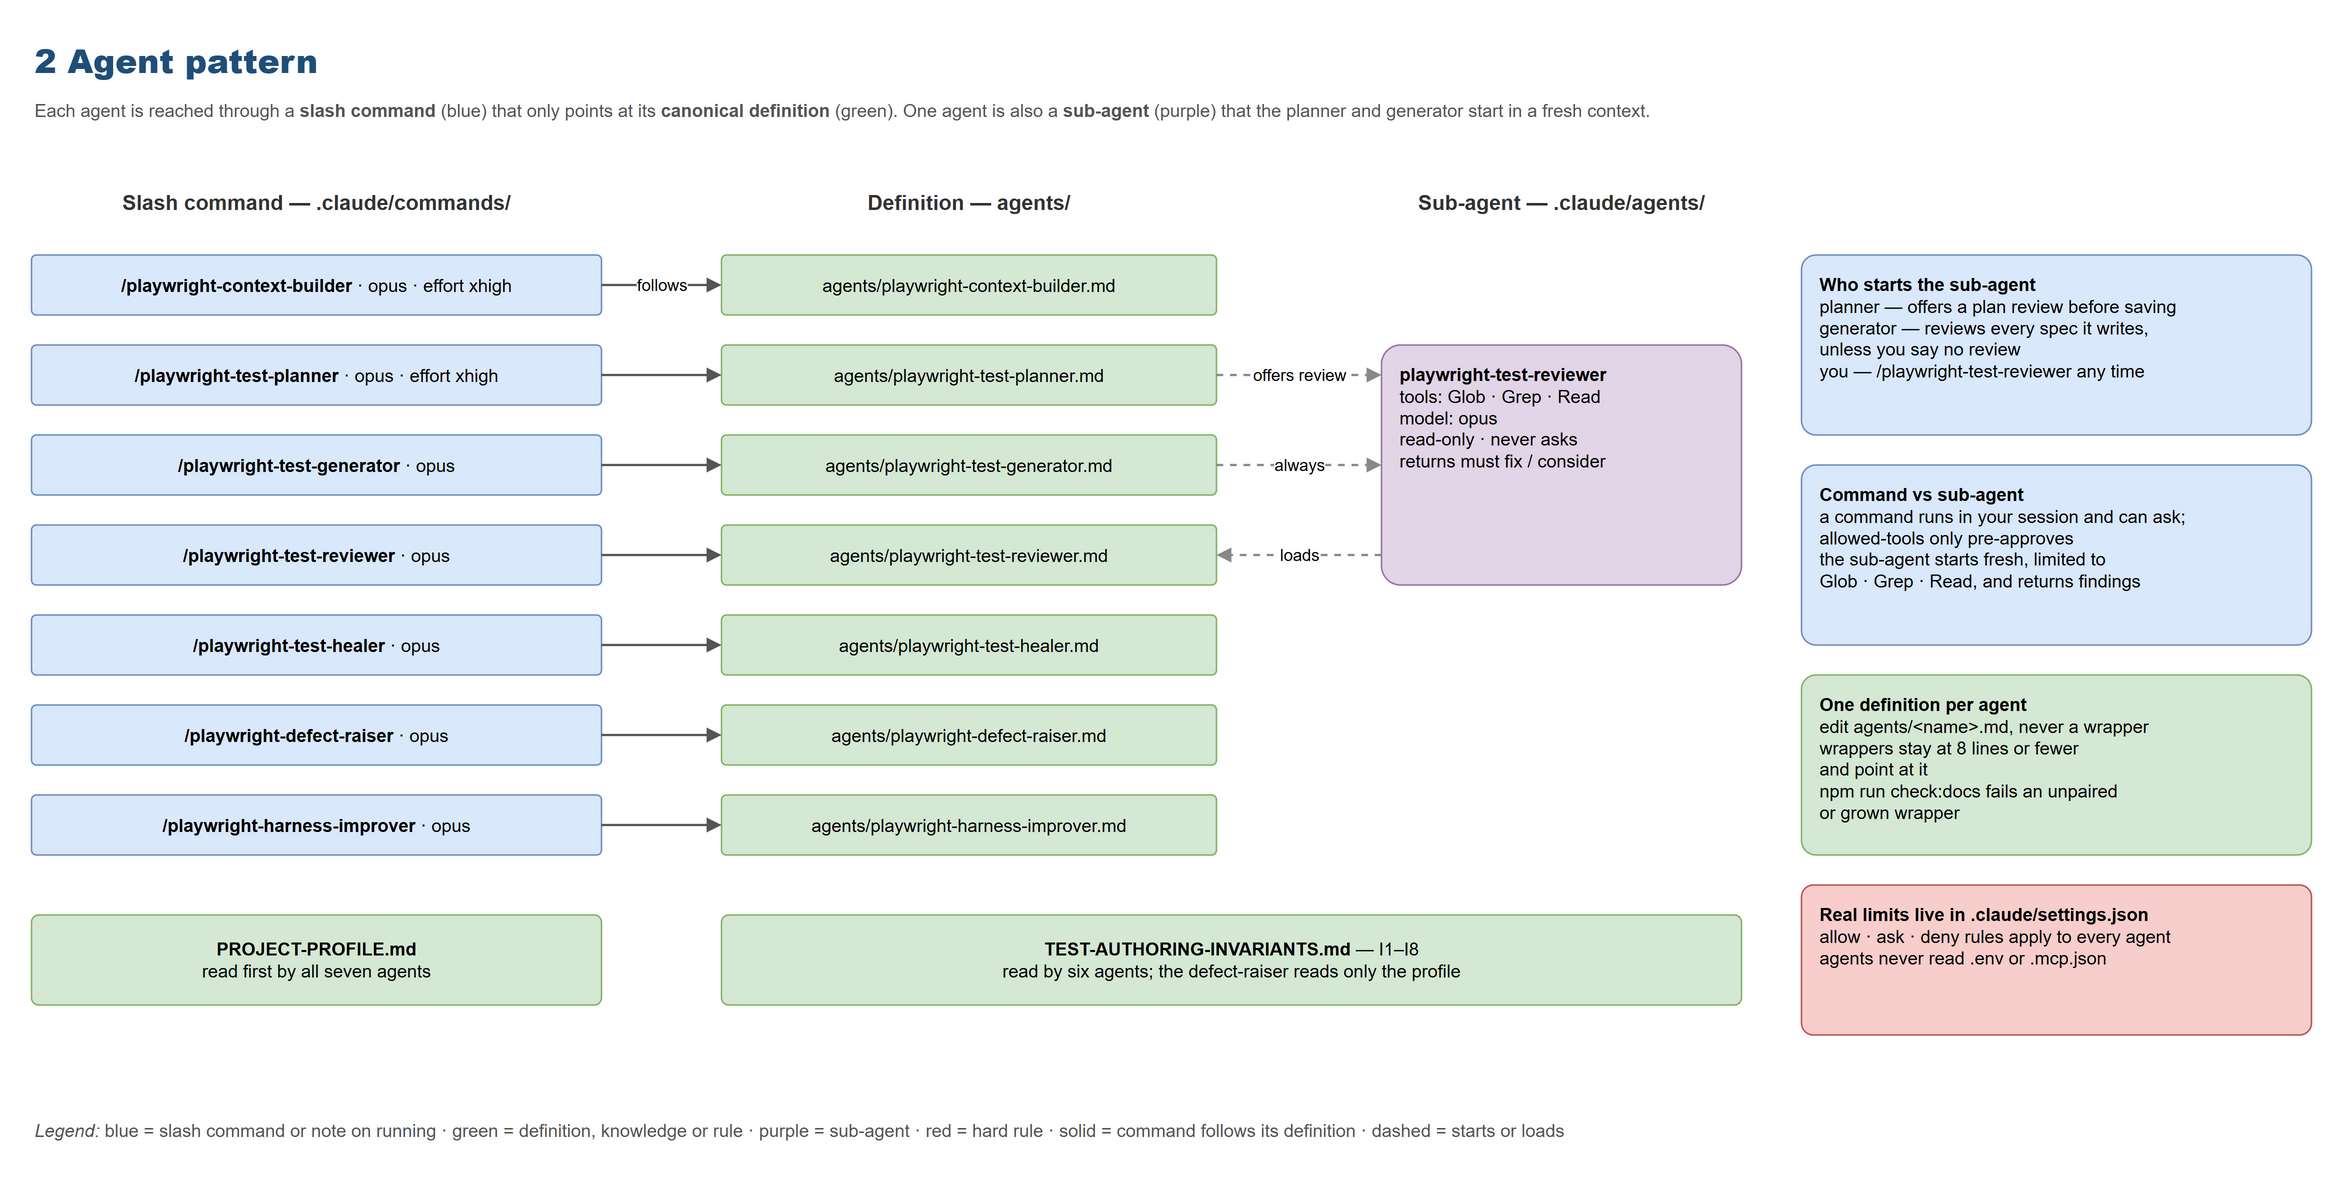 2 Agent pattern
Each agent is reached through a slash command (blue) that only points at its canonical definition (green). One agent is also a sub-agent (purple) that the planner and generator start in a fresh context.
Slash command — .claude/commands/
Definition — agents/
Sub-agent — .claude/agents/
/playwright-context-builder · opus · effort xhigh
follows
agents/playwright-context-builder.md
/playwright-test-planner · opus · effort xhigh
agents/playwright-test-planner.md
offers review
/playwright-test-generator · opus
agents/playwright-test-generator.md
always
/playwright-test-reviewer · opus
agents/playwright-test-reviewer.md
loads
/playwright-test-healer · opus
agents/playwright-test-healer.md
/playwright-defect-raiser · opus
agents/playwright-defect-raiser.md
/playwright-harness-improver · opus
agents/playwright-harness-improver.md
playwright-test-reviewer
tools: Glob · Grep · Read
model: opus
read-only · never asks
returns must fix / consider
Who starts the sub-agent
planner — offers a plan review before saving
generator — reviews every spec it writes,
unless you say no review
you — /playwright-test-reviewer any time
Command vs sub-agent
a command runs in your session and can ask;
allowed-tools only pre-approves
the sub-agent starts fresh, limited to
Glob · Grep · Read, and returns findings
One definition per agent
edit agents/<name>.md, never a wrapper
wrappers stay at 8 lines or fewer
and point at it
npm run check:docs fails an unpaired
or grown wrapper
Real limits live in .claude/settings.json
allow · ask · deny rules apply to every agent
agents never read .env or .mcp.json
PROJECT-PROFILE.md
read first by all seven agents
TEST-AUTHORING-INVARIANTS.md — I1–I8
read by six agents; the defect-raiser reads only the profile
Legend: blue = slash command or note on running · green = definition, knowledge or rule · purple = sub-agent · red = hard rule · solid = command follows its definition · dashed = starts or loads